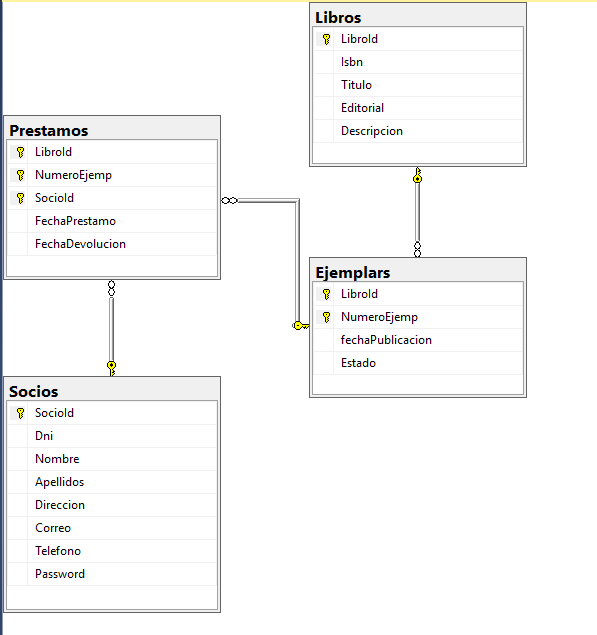 Libros
LibroId
Isbn
Titulo
Editorial
Descripcion
Prestamos
LibroId
NumeroEjemp
SocioId
FechaPrestamo
FechaDevolucion
Ejemplars
LibroId
NumeroEjemp
fechaPublicacion
Estado
Socios
SocioId
Dni
Nombre
Apellidos
Direccion
Correo
Telefono
Password